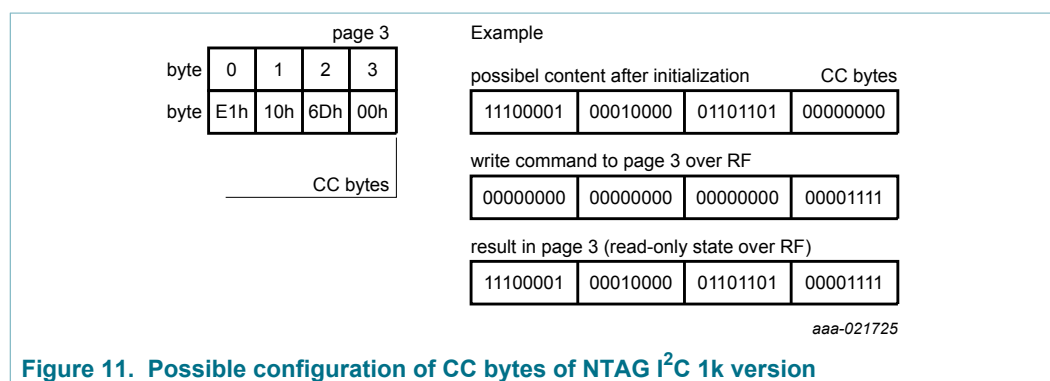 page 3
byte 0 1 2 3
byte E1h 10h 6Dh 00h
CC bytes
Example
possibel content after initialization CC bytes
11100001 00010000 01101101 00000000
write command to page 3 over RF
00000000 00000000 00000000 00001111
result in page 3 (read-only state over RF)
11100001 00010000 01101101 00001111
aaa-021725
Figure 11. Possible configuration of CC bytes of NTAG I²C 1k version